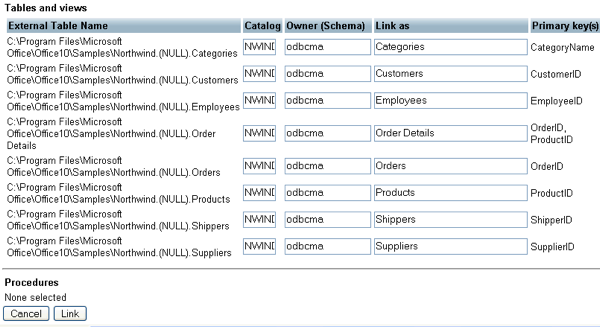 Tables and views
External Table Name Catalog Owner (Schema) Link as Primary key(s)
C:\Program Files\Microsoft
Office\Office10\Samples\Northwind.(NULL).Categories NWIND odbcma Categories CategoryName
C:\Program Files\Microsoft
Office\Office10\Samples\Northwind.(NULL).Customers NWIND odbcma Customers CustomerID
C:\Program Files\Microsoft
Office\Office10\Samples\Northwind.(NULL).Employees NWIND odbcma Employees EmployeeID
C:\Program Files\Microsoft
Office\Office10\Samples\Northwind.(NULL).Order NWIND odbcma Order Details OrderID,
Details ProductID
C:\Program Files\Microsoft
Office\Office10\Samples\Northwind.(NULL).Orders NWIND odbcma Orders OrderID
C:\Program Files\Microsoft
Office\Office10\Samples\Northwind.(NULL).Products NWIND odbcma Products ProductID
C:\Program Files\Microsoft
Office\Office10\Samples\Northwind.(NULL).Shippers NWIND odbcma Shippers ShipperID
C:\Program Files\Microsoft
Office\Office10\Samples\Northwind.(NULL).Suppliers NWIND odbcma Suppliers SupplierID
Procedures
None selected
Cancel Link